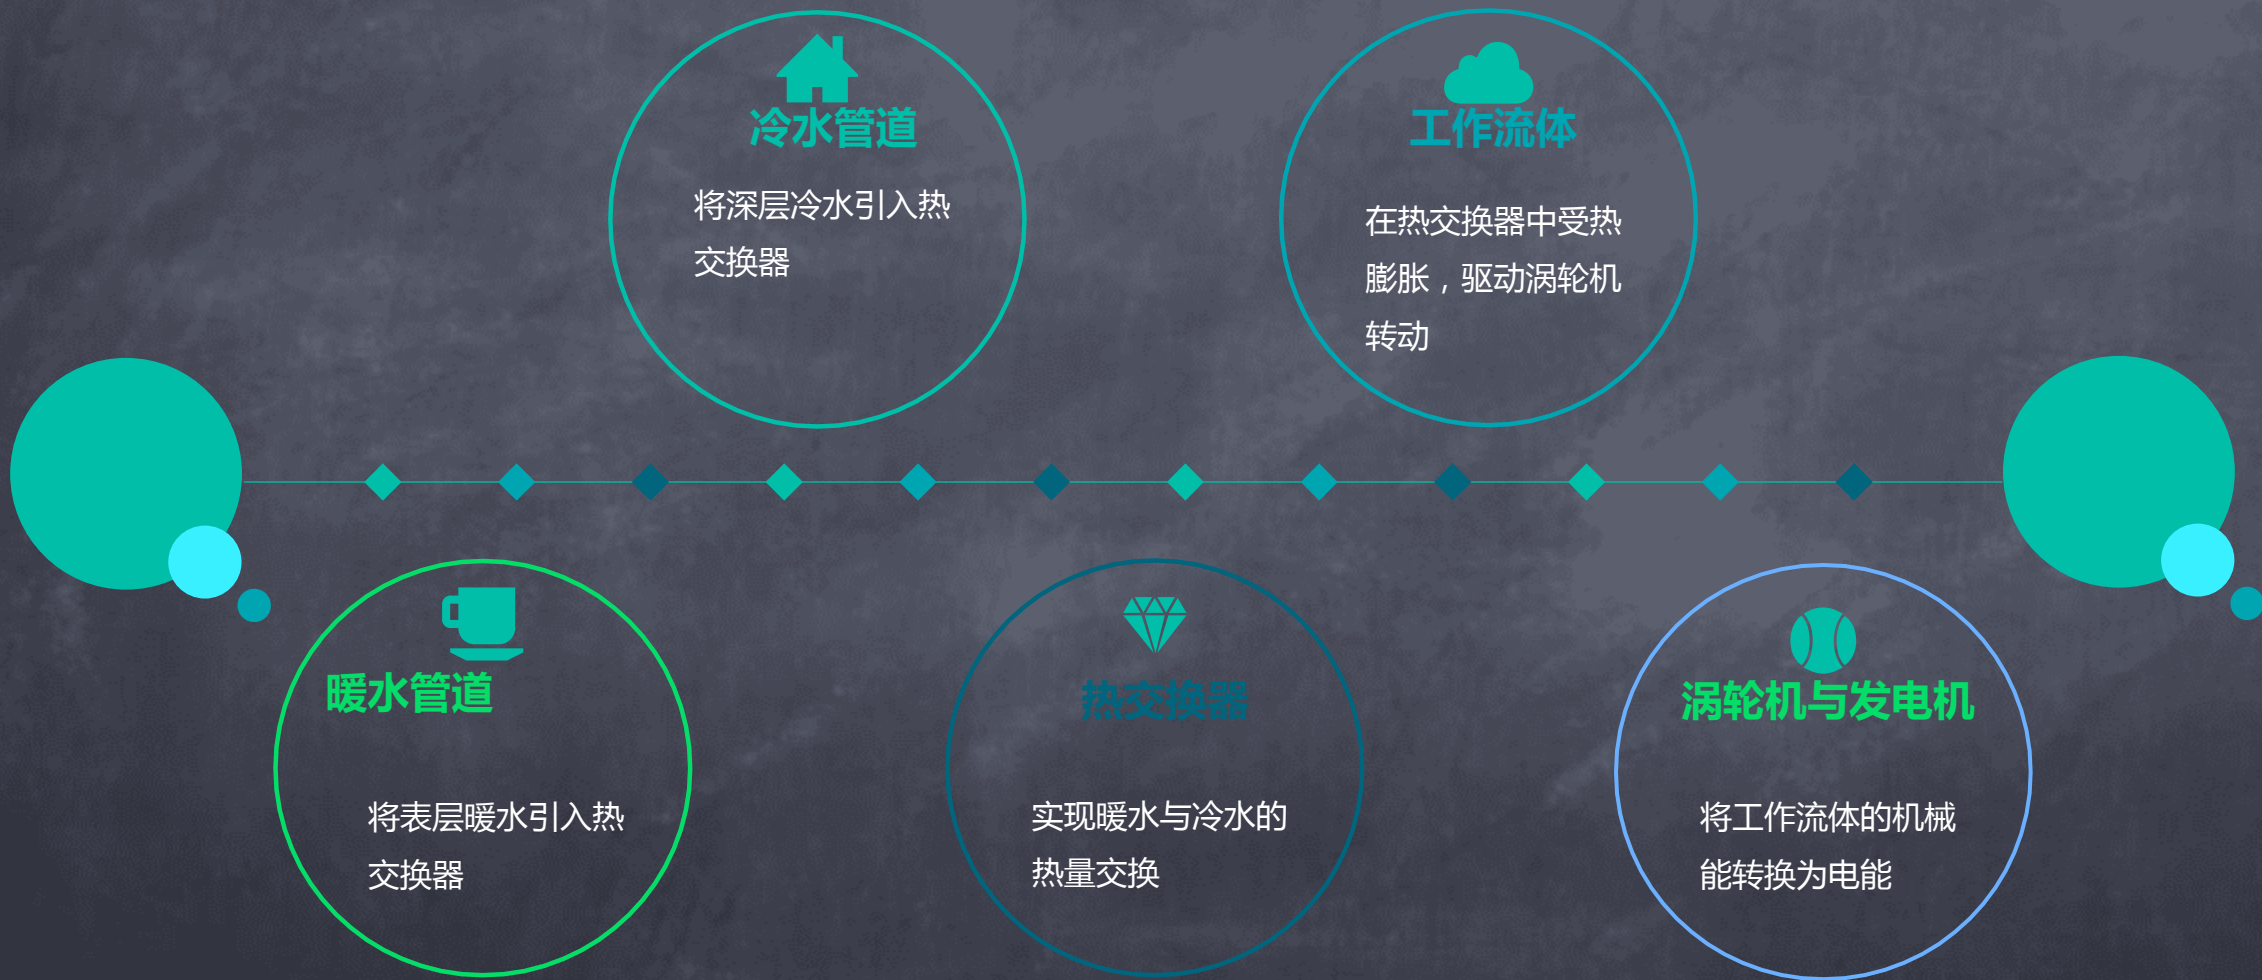 冷水管道
将深层冷水引入热
交换器
工作流体
在热交换器中受热
膨胀，驱动涡轮机
转动
暖水管道
将表层暖水引入热
交换器
热交换器
实现暖水与冷水的
热量交换
涡轮机与发电机
将工作流体的机械
能转换为电能